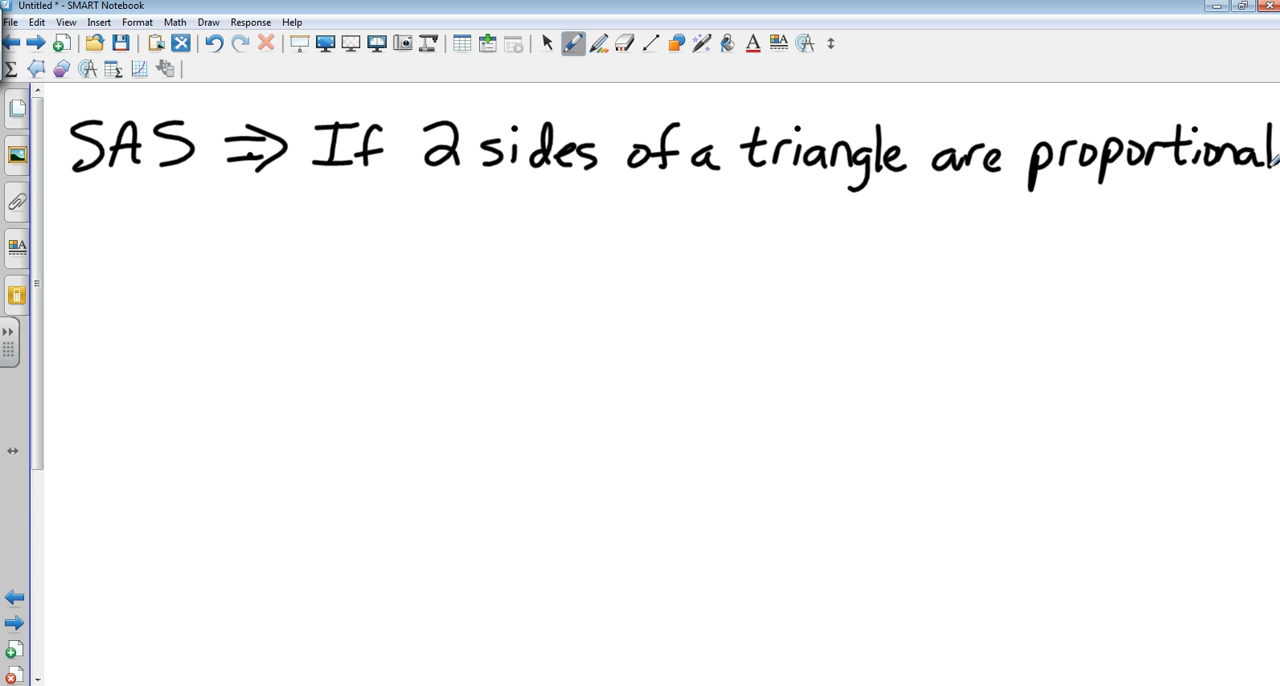 Untitled * - SMART Notebook
File Edit View Insert Format Math Draw Response Help
SAS ⇒ If 2 sides of a triangle are proportional